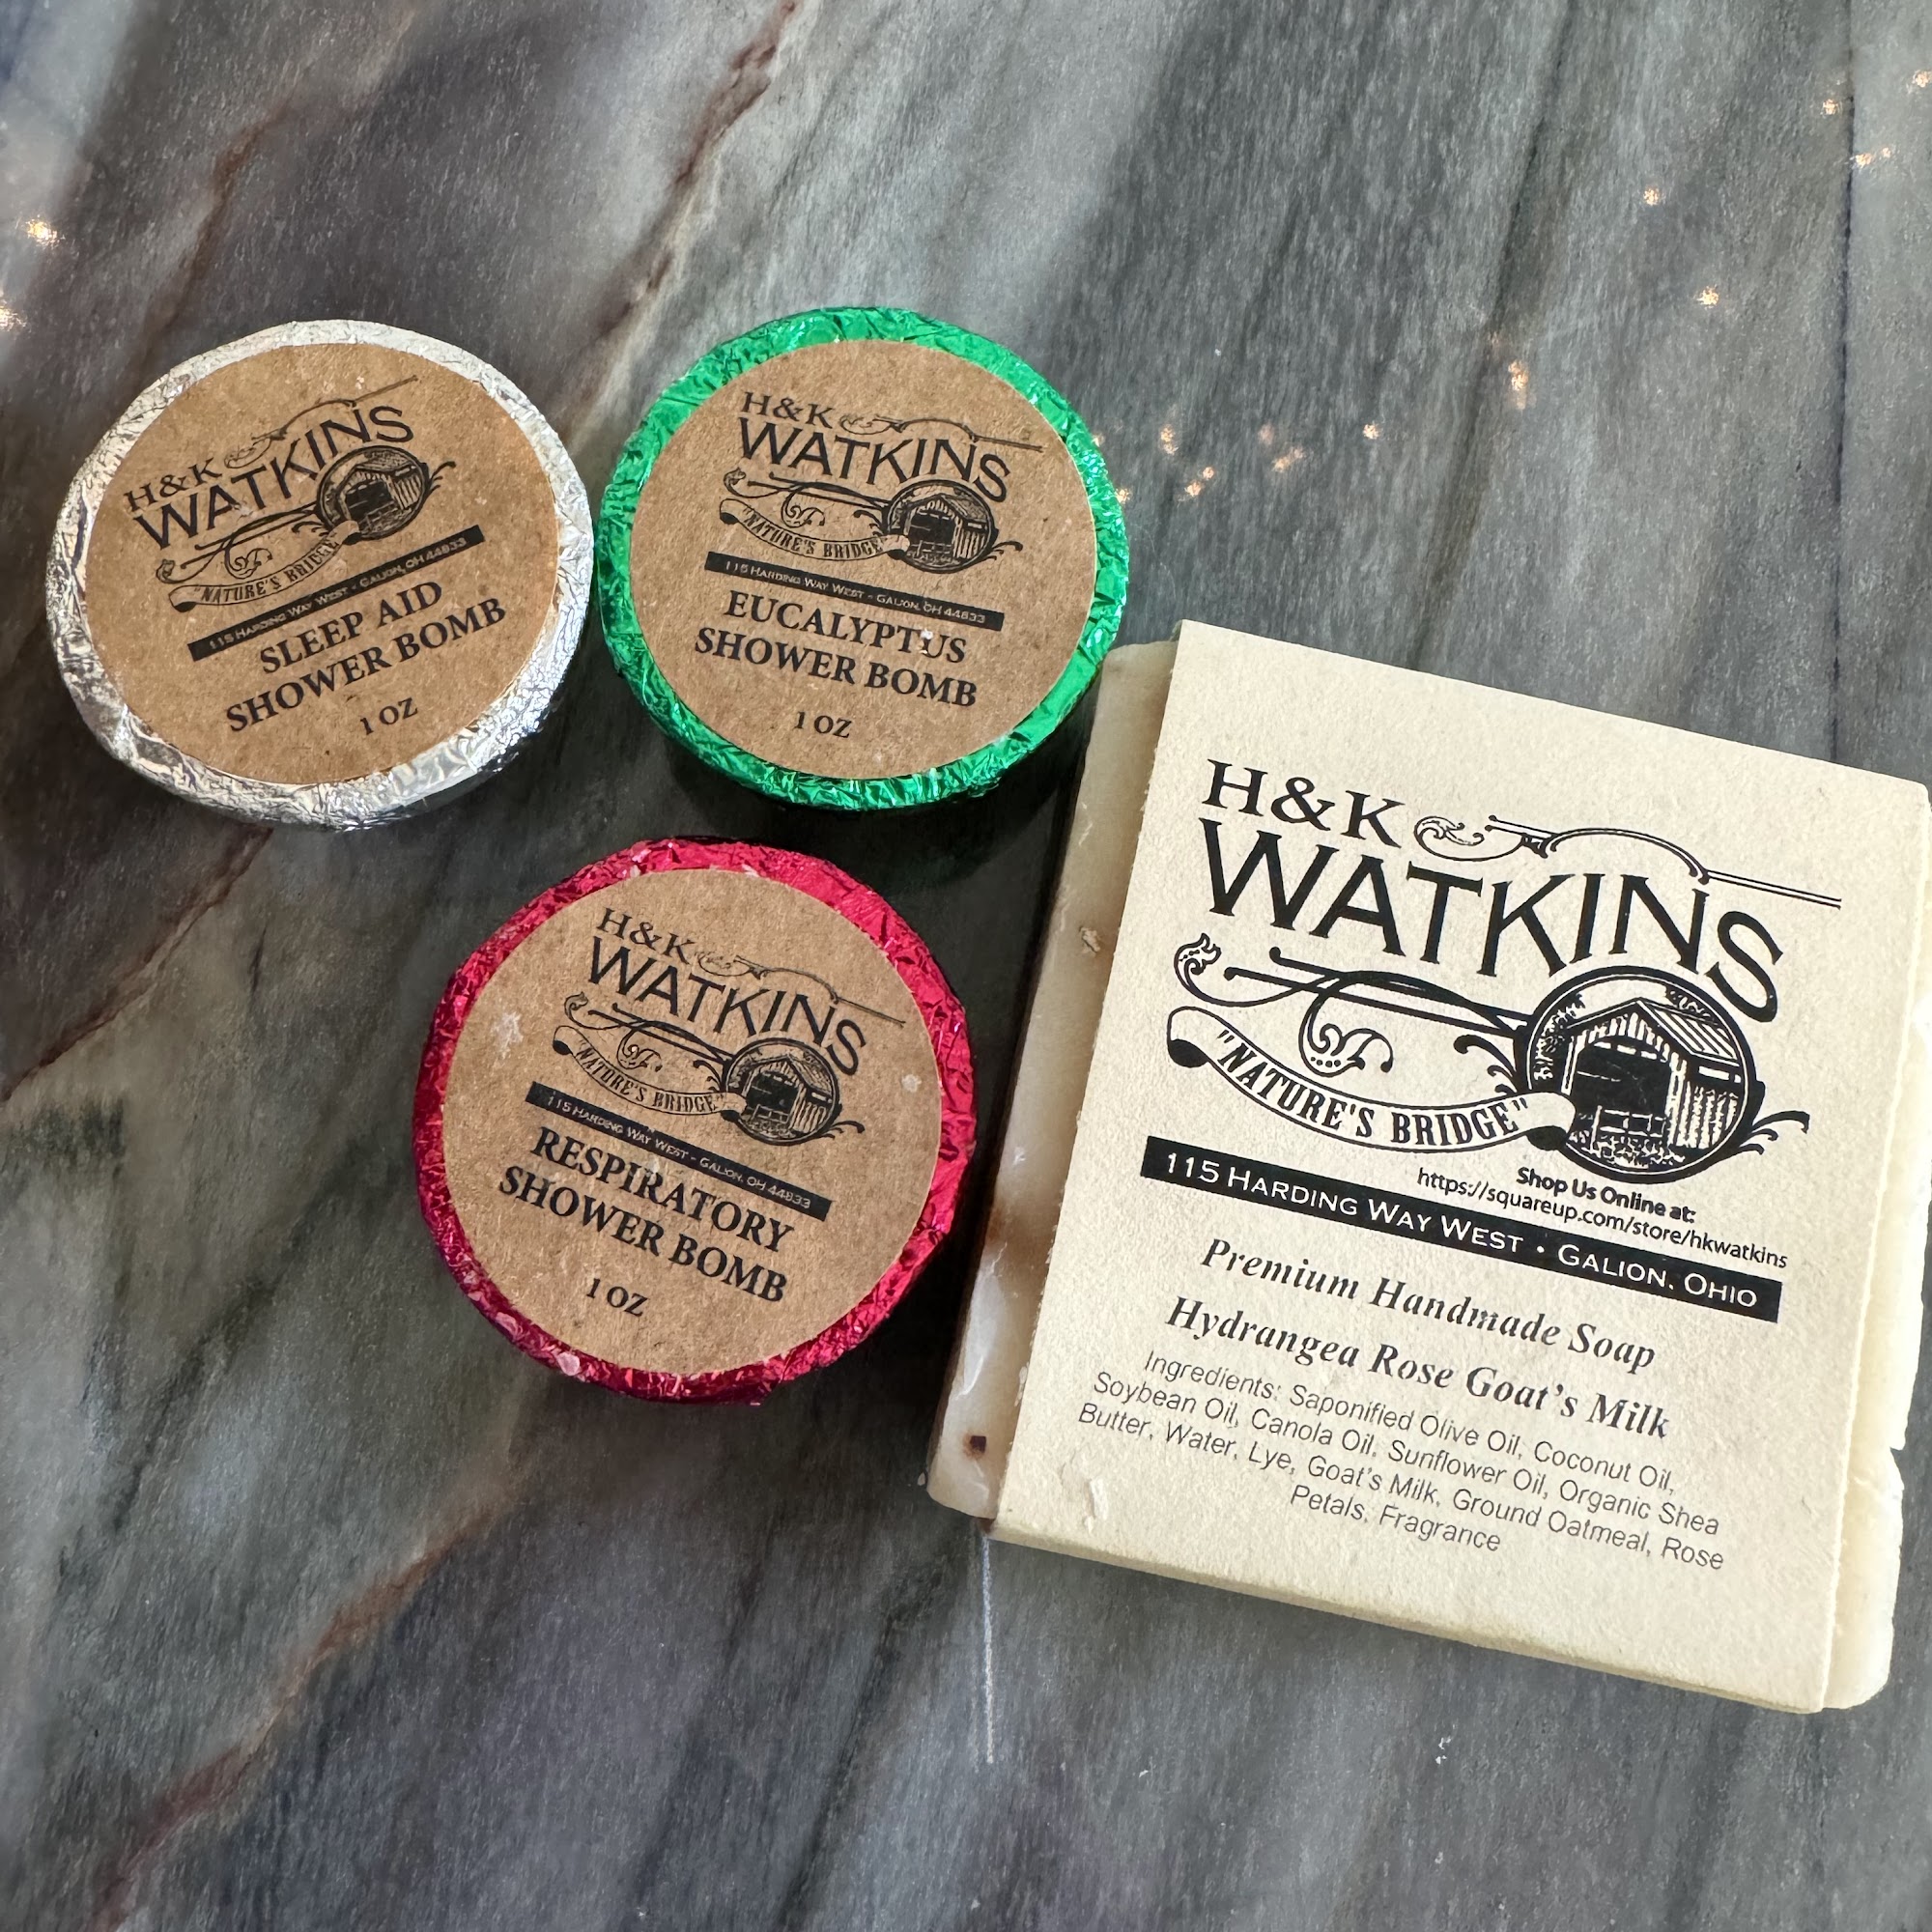 H&K
WATKINS
"NATURE'S BRIDGE"
115 HARDING WAY WEST - GALION, OH 44833
SLEEP AID
SHOWER BOMB
1 OZ
H&K
WATKINS
"NATURE'S BRIDGE"
115 HARDING WAY WEST - GALION, OH 44833
EUCALYPTUS
SHOWER BOMB
1 OZ
H&K
WATKINS
"NATURE'S BRIDGE"
115 HARDING WAY WEST - GALION, OH 44833
RESPIRATORY
SHOWER BOMB
1 OZ
H&K
WATKINS
"NATURE'S BRIDGE"
Shop Us Online at:
https://squareup.com/store/hkwatkins
115 HARDING WAY WEST • GALION, OHIO
Premium Handmade Soap
Hydrangea Rose Goat's Milk
Ingredients: Saponified Olive Oil, Coconut Oil,
Soybean Oil, Canola Oil, Sunflower Oil, Organic Shea
Butter, Water, Lye, Goat's Milk, Ground Oatmeal, Rose
Petals, Fragrance